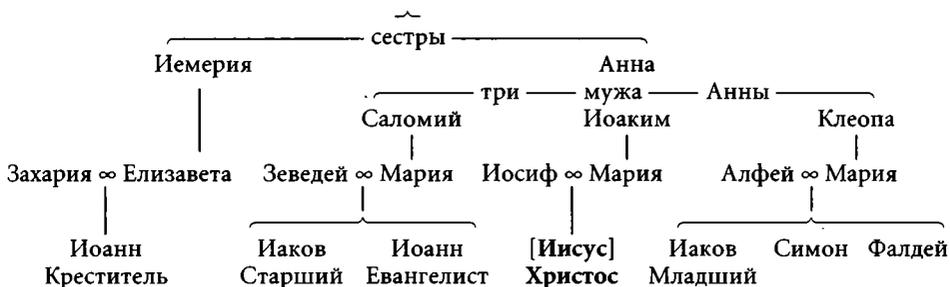 сестры
Иемерия Анна
три мужа Анны
Саломий Иоаким Клеопа
Захария ∞ Елизавета Зеведей ∞ Мария Иосиф ∞ Мария Алфей ∞ Мария
Иоанн Иаков Иоанн [Иисус] Иаков Симон Фалдей
Креститель Старший Евангелист Христос Младший